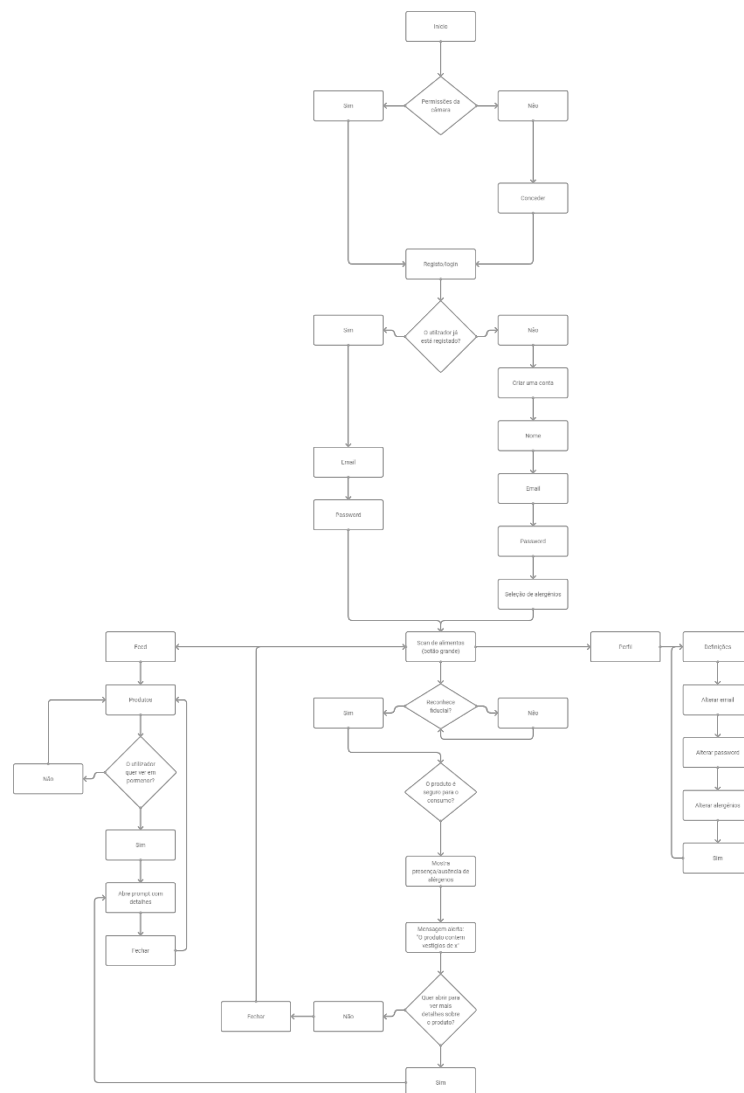 Início
Permissões da
câmara
Sim
Não
Conceder
Registo/login
O utilizador já
está registado?
Sim
Não
Criar uma conta
Nome
Email
Password
Seleção de alergénios
Email
Password
Scan de alimentos
(botão grande)
Feed
Perfil
Definições
Produtos
Reconhece
fiducial?
Sim
Não
Alterar email
Alterar password
Alterar alergénios
Sim
O utilizador
quer ver em
pormenor?
Não
Sim
Abre prompt com
detalhes
Fechar
O produto é
seguro para o
consumo?
Mostra
presença/ausência de
alérgenios
Mensagem alerta:
"O produto contem
vestígios de x"
Quer abrir para
ver mais
detalhes sobre
o produto?
Não
Fechar
Sim